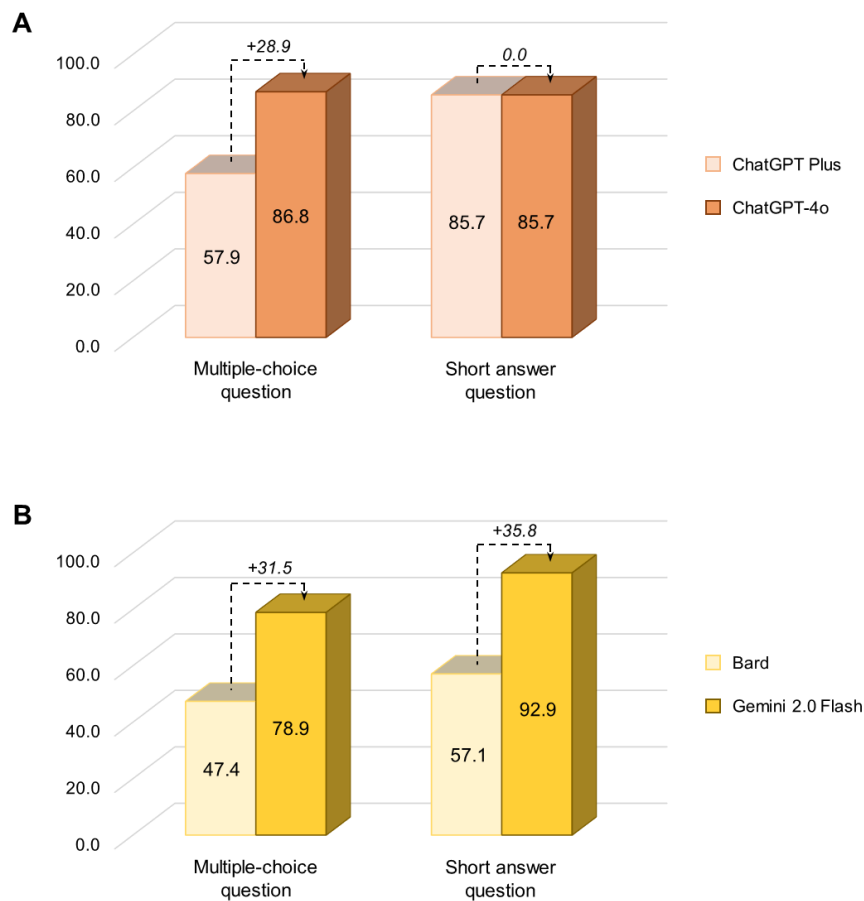 A
+28.9
0.0
100.0
80.0
60.0
40.0
20.0
0.0
57.9
86.8
85.7
85.7
Multiple-choice
question
Short answer
question
ChatGPT Plus
ChatGPT-4o
B
+31.5
+35.8
100.0
80.0
60.0
40.0
20.0
0.0
47.4
78.9
57.1
92.9
Multiple-choice
question
Short answer
question
Bard
Gemini 2.0 Flash